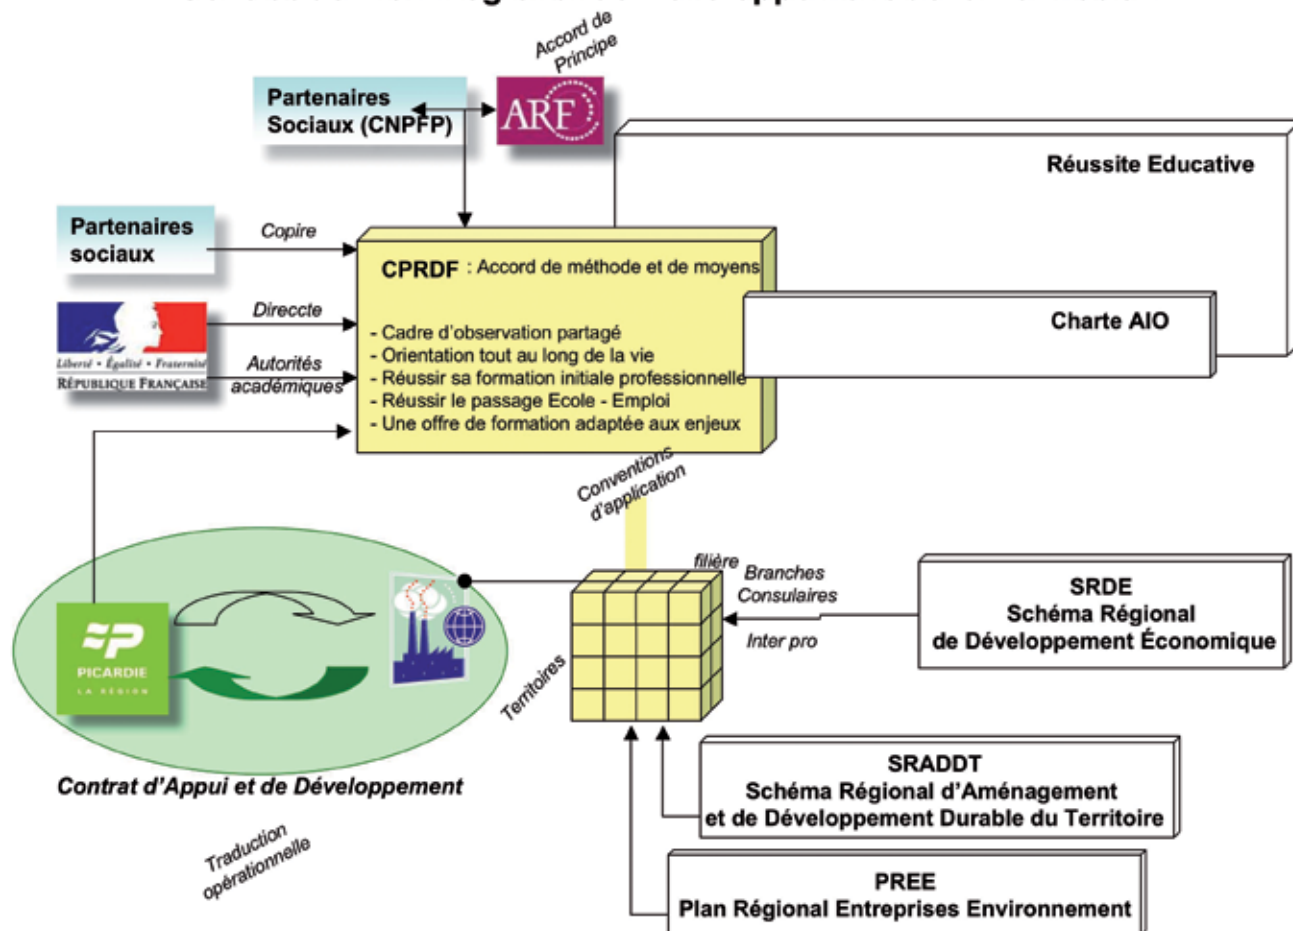 Accord de
Principe
Partenaires
Sociaux (CNPFP)
ARF
Réussite Educative
Partenaires
sociaux
Copire
CPRDF : Accord de méthode et de moyens
Charte AIO
Direccte
- Cadre d'observation partagé
- Orientation tout au long de la vie
- Réussir sa formation initiale professionnelle
- Réussir le passage Ecole - Emploi
- Une offre de formation adaptée aux enjeux
Liberté • Égalité • Fraternité
RÉPUBLIQUE FRANÇAISE
Autorités
académiques
Conventions
d'application
filière
Branches
Consulaires
Inter pro
SRDE
Schéma Régional
de Développement Économique
PICARDIE
LA RÉGION
Territoires
Contrat d'Appui et de Développement
SRADDT
Schéma Régional d'Aménagement
et de Développement Durable du Territoire
Traduction
opérationnelle
PREE
Plan Régional Entreprises Environnement